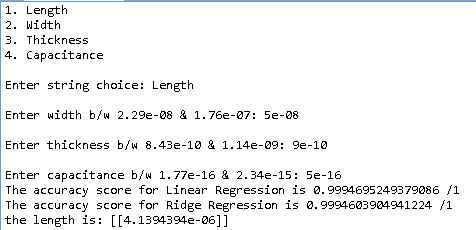 1. Length
2. Width
3. Thickness
4. Capacitance
Enter string choice: Length
Enter width b/w 2.29e-08 & 1.76e-07: 5e-08
Enter thickness b/w 8.43e-10 & 1.14e-09: 9e-10
Enter capacitance b/w 1.77e-16 & 2.34e-15: 5e-16
The accuracy score for Linear Regression is 0.9994695249379086 /1
The accuracy score for Ridge Regression is 0.9994603904941224 /1
the length is: [[4.1394394e-06]]